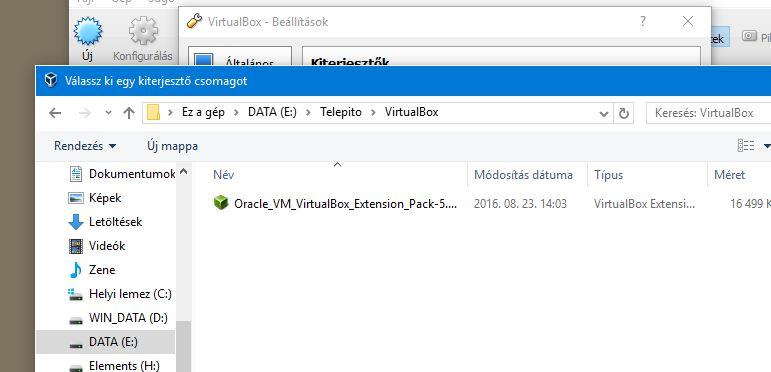 Fájl Gép Súgó
VirtualBox - Beállítások
?
Új
Konfigurálás
Általános
Kiterjesztők
Válassz ki egy kiterjesztő csomagot
Ez a gép > DATA (E:) > Telepito > VirtualBox
Keresés: VirtualBox
Rendezés
Új mappa
Név
Módosítás dátuma
Típus
Méret
Dokumentumok
Képek
Letöltések
Videók
Zene
Helyi lemez (C:)
WIN_DATA (D:)
DATA (E:)
Elements (H:)
Oracle_VM_VirtualBox_Extension_Pack-5....
2016. 08. 23. 14:03
VirtualBox Extensi...
16 499 K